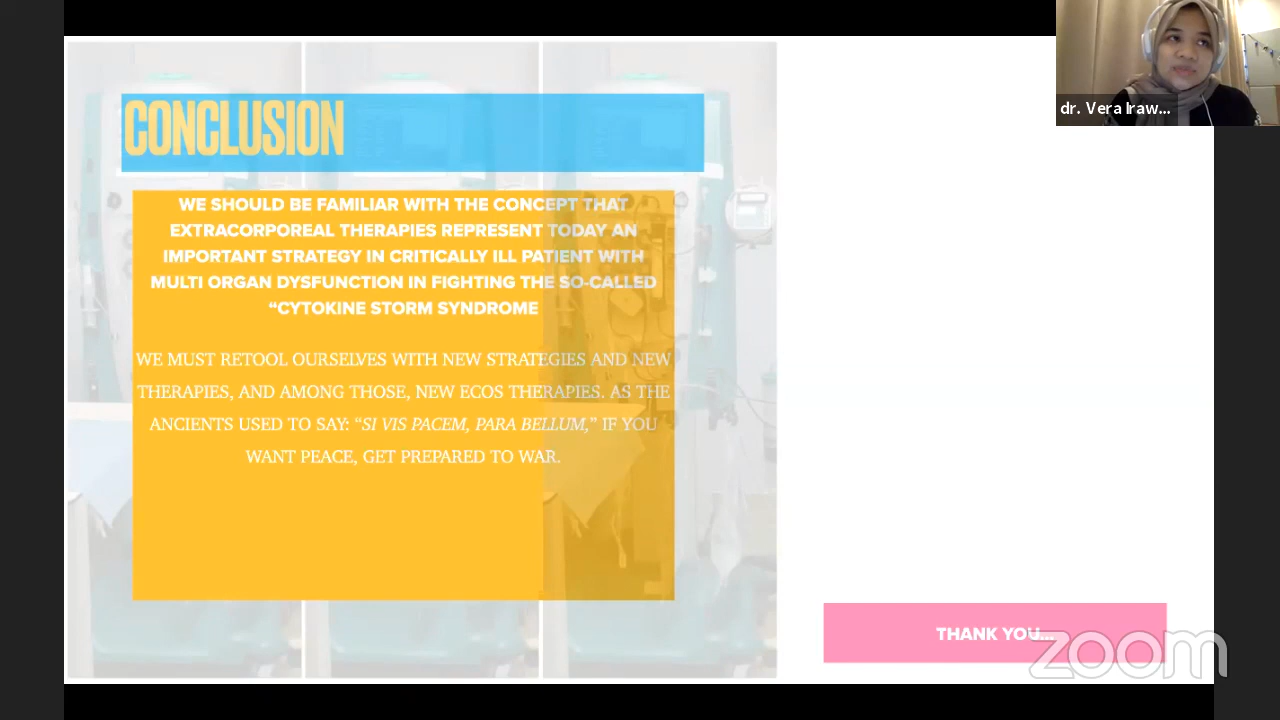 CONCLUSION
WE SHOULD BE FAMILIAR WITH THE CONCEPT THAT
EXTRACORPOREAL THERAPIES REPRESENT TODAY AN
IMPORTANT STRATEGY IN CRITICALLY ILL PATIENT WITH
MULTI ORGAN DYSFUNCTION IN FIGHTING THE SO-CALLED
“CYTOKINE STORM SYNDROME
WE MUST RETOOL OURSELVES WITH NEW STRATEGIES AND NEW
THERAPIES, AND AMONG THOSE, NEW ECOS THERAPIES. AS THE
ANCIENTS USED TO SAY: “SI VIS PACEM, PARA BELLUM,” IF YOU
WANT PEACE, GET PREPARED TO WAR.
dr. Vera Iraw...
THANK YOU...
zoom